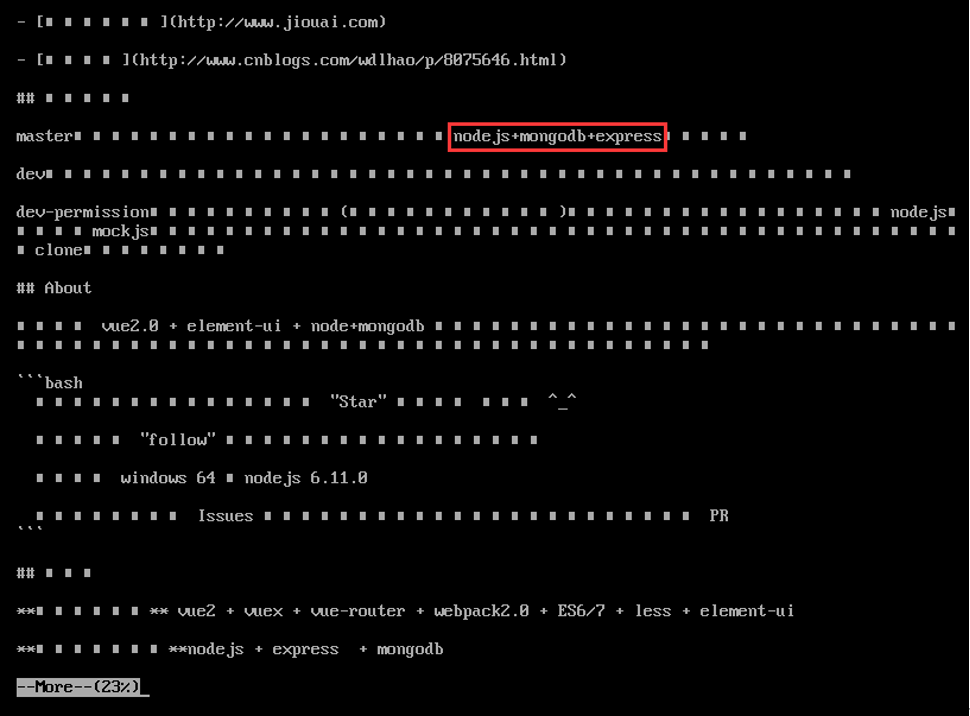 - [■ ■ ■ ■ ■ ■ ](http://www.jiouai.com)
- [■ ■ ■ ■ ](http://www.cnblogs.com/wdlhao/p/8075646.html)
## ■ ■ ■ ■ ■
master■ ■ ■ ■ ■ ■ ■ ■ ■ ■ ■ ■ ■ ■ ■ ■ ■ ■ ■ ■ nodejs+mongodb+express■ ■ ■ ■ ■
dev■ ■ ■ ■ ■ ■ ■ ■ ■ ■ ■ ■ ■ ■ ■ ■ ■ ■ ■ ■ ■ ■ ■ ■ ■ ■ ■ ■ ■ ■ ■ ■ ■ ■ ■ ■ ■ ■ ■ ■ ■ ■ ■
dev-permission■ ■ ■ ■ ■ ■ ■ ■ ■ ■ (■ ■ ■ ■ ■ ■ ■ ■ ■ ■ ■ )■ ■ ■ ■ ■ ■ ■ ■ ■ ■ ■ ■ ■ ■ ■ ■ ■ nodejs■
■ ■ ■ ■ mockjs■ ■ ■ ■ ■ ■ ■ ■ ■ ■ ■ ■ ■ ■ ■ ■ ■ ■ ■ ■ ■ ■ ■ ■ ■ ■ ■ ■ ■ ■ ■ ■ ■ ■ ■ ■ ■ ■ ■ ■ ■ ■ ■
■ clone■ ■ ■ ■ ■ ■ ■ ■
## About
■ ■ ■ ■  vue2.0 + element-ui + node+mongodb ■ ■ ■ ■ ■ ■ ■ ■ ■ ■ ■ ■ ■ ■ ■ ■ ■ ■ ■ ■ ■ ■ ■ ■ ■ ■ ■ ■
■ ■ ■ ■ ■ ■ ■ ■ ■ ■ ■ ■ ■ ■ ■ ■ ■ ■ ■ ■ ■ ■ ■ ■ ■ ■ ■ ■ ■ ■ ■ ■ ■ ■ ■ ■ ■
```bash
■ ■ ■ ■ ■ ■ ■ ■ ■ ■ ■ ■ ■ ■ ■  "Star" ■ ■ ■ ■  ■ ■ ■  ^_^
■ ■ ■ ■ ■  "follow" ■ ■ ■ ■ ■ ■ ■ ■ ■ ■ ■ ■ ■ ■ ■ ■ ■
■ ■ ■ ■  windows 64 ■ nodejs 6.11.0
■ ■ ■ ■ ■ ■ ■ ■  Issues ■ ■ ■ ■ ■ ■ ■ ■ ■ ■ ■ ■ ■ ■ ■ ■ ■ ■ ■ ■ ■ ■ ■  PR
```
## ■ ■ ■
**■ ■ ■ ■ ■ ■ ** vue2 + vuex + vue-router + webpack2.0 + ES6/7 + less + element-ui
**■ ■ ■ ■ ■ ■ ■ **nodejs + express  + mongodb
--More--(23%)_